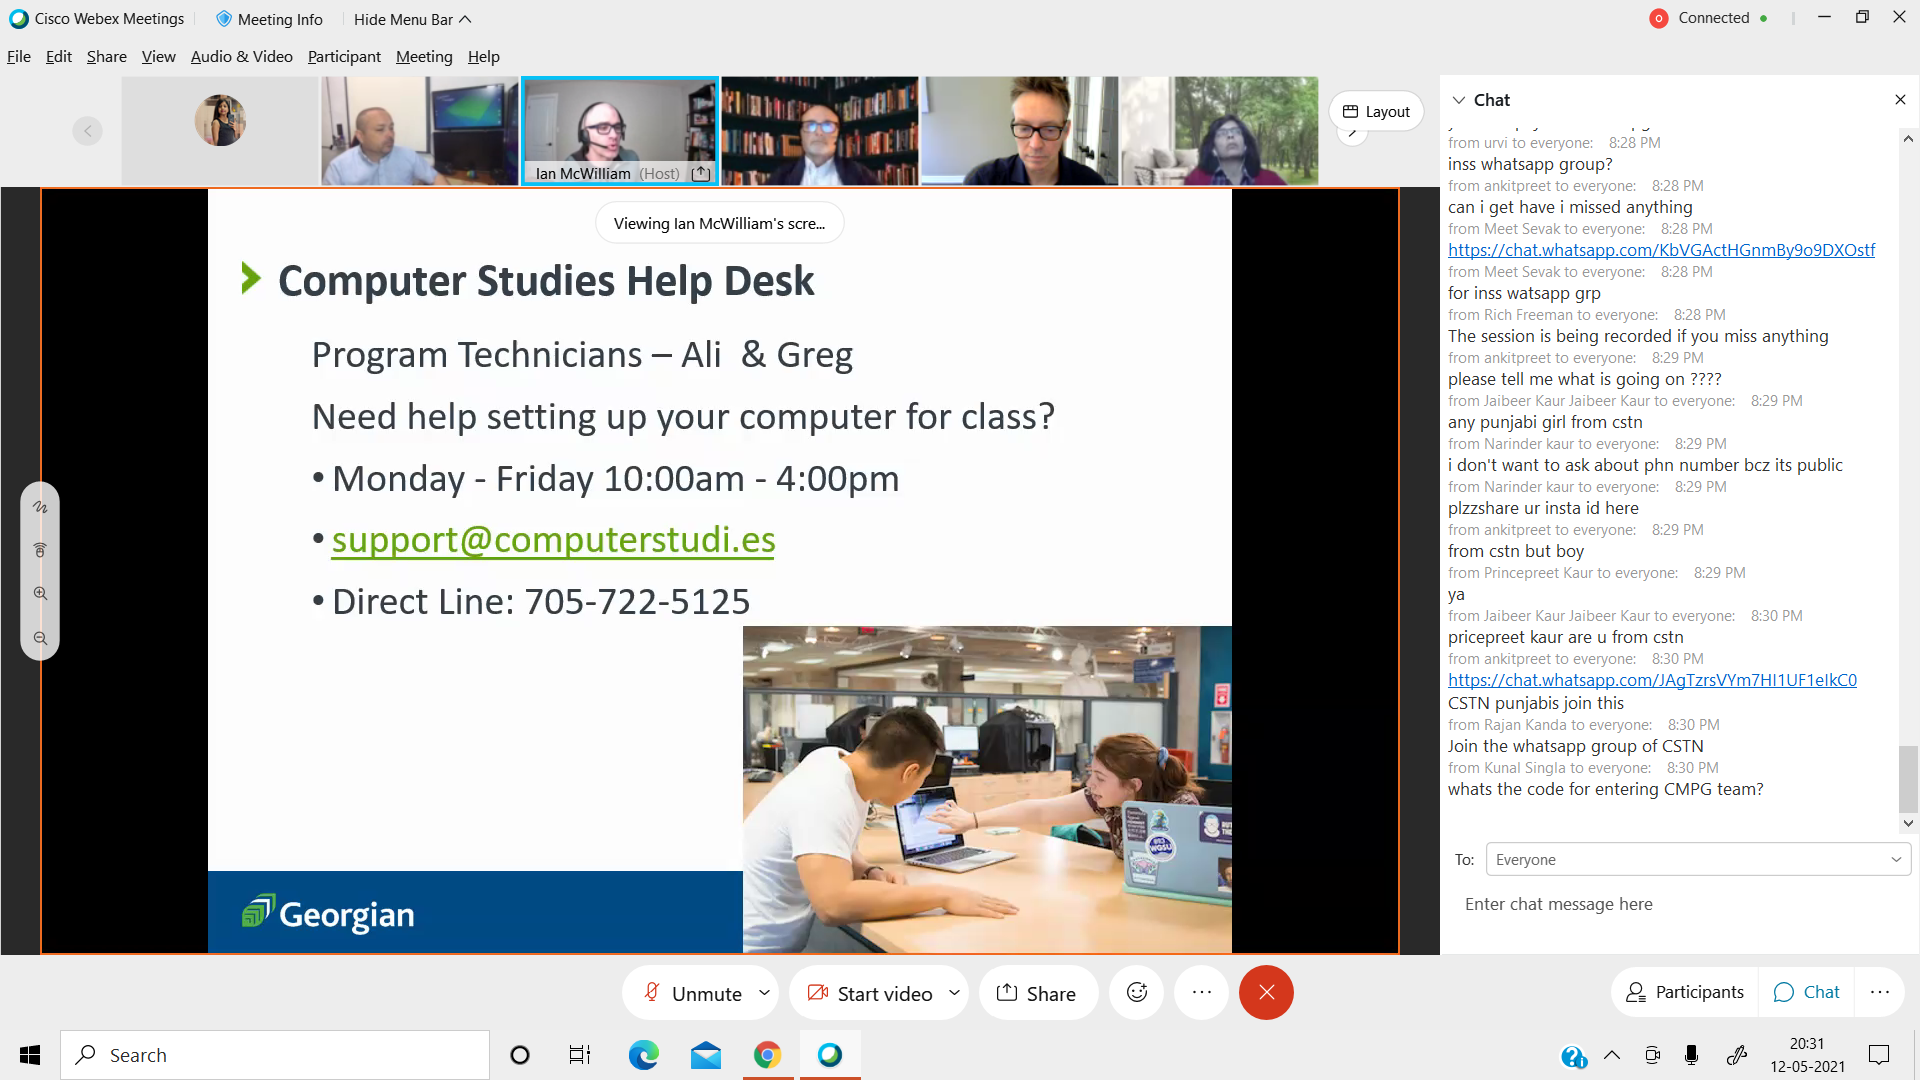 Cisco Webex Meetings
Meeting Info
Hide Menu Bar
Connected
File Edit Share View Audio & Video Participant Meeting Help
Ian McWilliam (Host)
Layout
Viewing Ian McWilliam's scre...
Computer Studies Help Desk
Program Technicians – Ali & Greg
Need help setting up your computer for class?
• Monday - Friday 10:00am - 4:00pm
• support@computerstudi.es
• Direct Line: 705-722-5125
Georgian
Chat
from urvi to everyone: 8:28 PM
inss whatsapp group?
from ankitpreet to everyone: 8:28 PM
can i get have i missed anything
from Meet Sevak to everyone: 8:28 PM
https://chat.whatsapp.com/KbVGActHGnmBy9o9DXOstf
from Meet Sevak to everyone: 8:28 PM
for inss watsapp grp
from Rich Freeman to everyone: 8:28 PM
The session is being recorded if you miss anything
from ankitpreet to everyone: 8:29 PM
please tell me what is going on ????
from Jaibeer Kaur Jaibeer Kaur to everyone: 8:29 PM
any punjabi girl from cstn
from Narinder kaur to everyone: 8:29 PM
i don't want to ask about phn number bcz its public
from Narinder kaur to everyone: 8:29 PM
plzzshare ur insta id here
from ankitpreet to everyone: 8:29 PM
from cstn but boy
from Princepreet Kaur to everyone: 8:29 PM
ya
from Jaibeer Kaur Jaibeer Kaur to everyone: 8:30 PM
pricepreet kaur are u from cstn
from ankitpreet to everyone: 8:30 PM
https://chat.whatsapp.com/JAgTzrsVYm7HI1UF1eIkC0
CSTN punjabis join this
from Rajan Kanda to everyone: 8:30 PM
Join the whatsapp group of CSTN
from Kunal Singla to everyone: 8:30 PM
whats the code for entering CMPG team?
To: Everyone
Enter chat message here
Unmute
Start video
Share
Participants
Chat
Search
20:31
12-05-2021